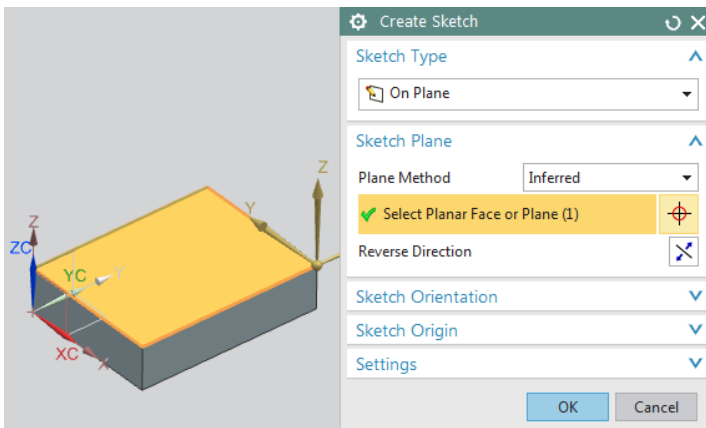 Create Sketch
Sketch Type
On Plane
Sketch Plane
Plane Method Inferred
Select Planar Face or Plane (1)
Reverse Direction
Sketch Orientation
Sketch Origin
Settings
OK Cancel
Z
Y
Z
ZC
YC Y
XC X